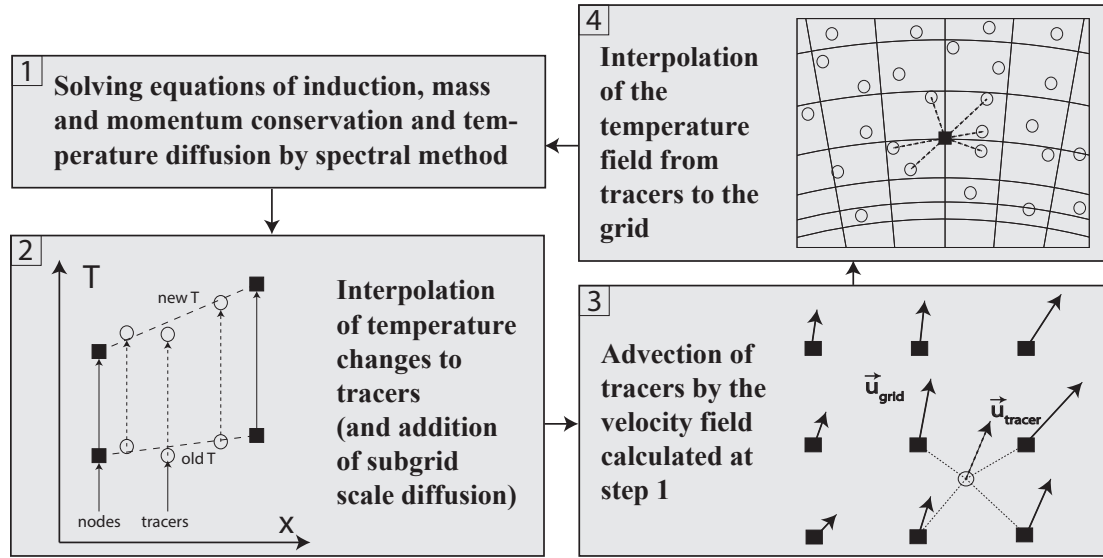 1
Solving equations of induction, mass
and momentum conservation and tem-
perature diffusion by spectral method
2
T
new T
old T
nodes
tracers
x
Interpolation
of temperature
changes to
tracers
(and addition
of subgrid
scale diffusion)
3
Advection of
tracers by the
velocity field
calculated at
step 1
u grid
u tracer
4
Interpolation
of the
temperature
field from
tracers to the
grid